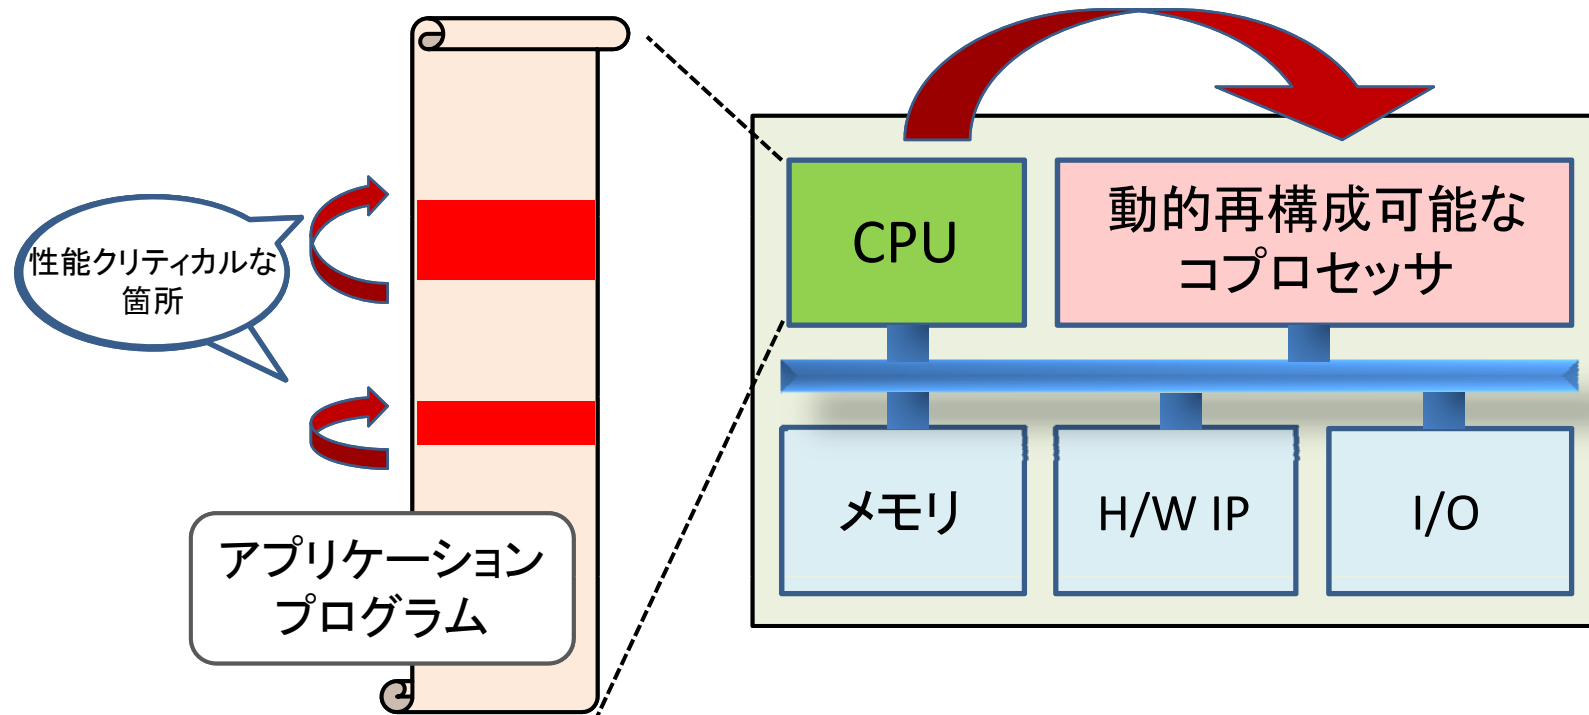 性能クリティカルな
箇所
アプリケーション
プログラム
CPU
動的再構成可能な
コプロセッサ
メモリ
H/W IP
I/O